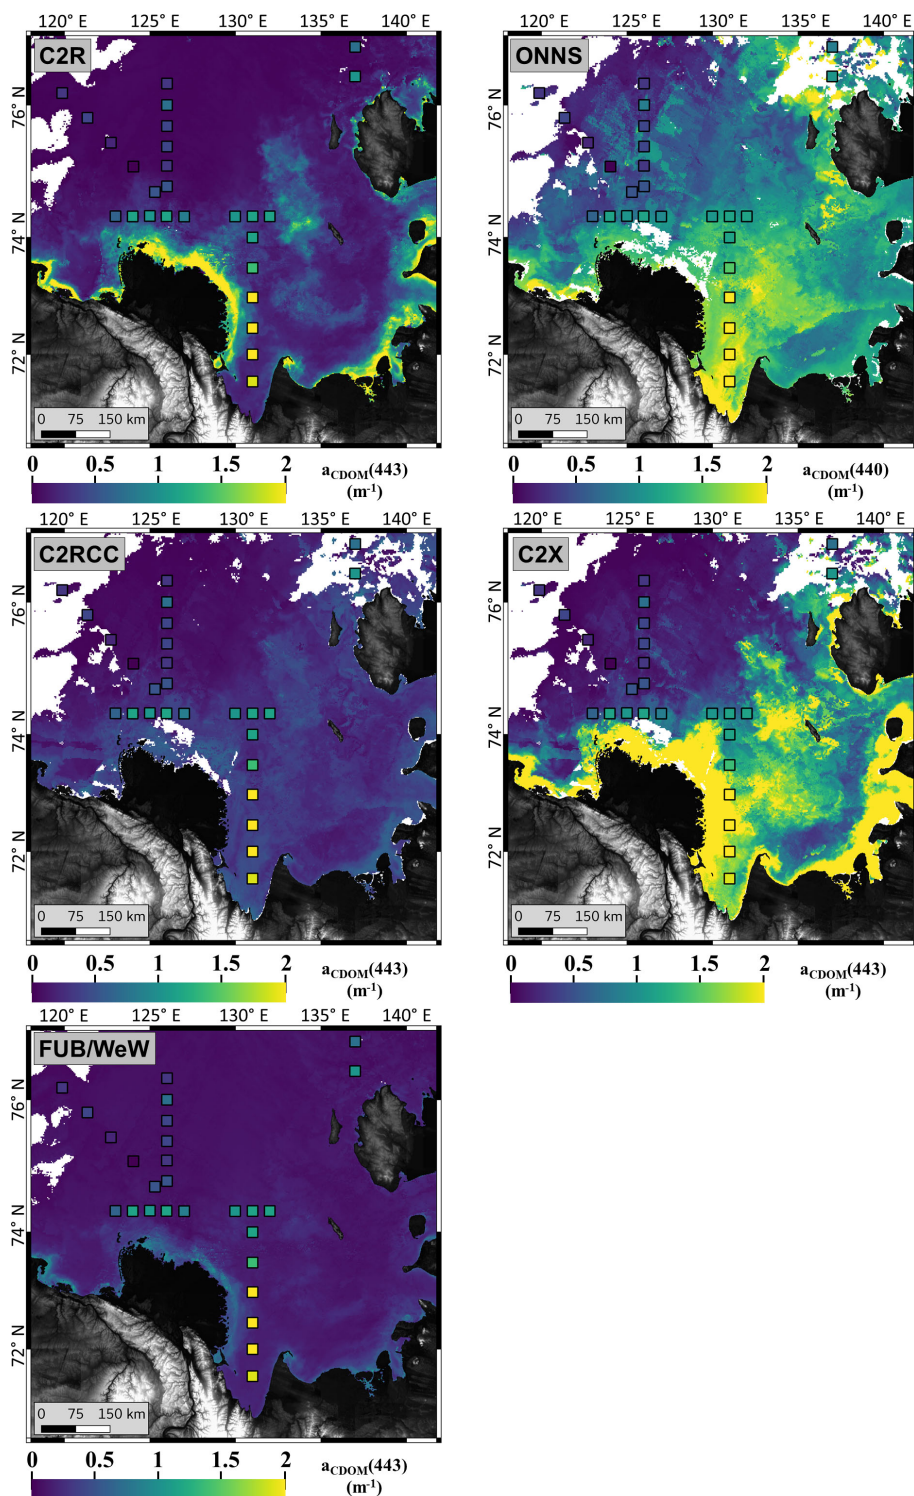 120° E 125° E 130° E 135° E 140° E
C2R
76° N
74° N
72° N
0 75 150 km
0 0.5 1 1.5 2
aCDOM(443)
(m-1)
120° E 125° E 130° E 135° E 140° E
ONNS
76° N
74° N
72° N
0 75 150 km
0 0.5 1 1.5 2
aCDOM(440)
(m-1)
120° E 125° E 130° E 135° E 140° E
C2RCC
76° N
74° N
72° N
0 75 150 km
0 0.5 1 1.5 2
aCDOM(443)
(m-1)
120° E 125° E 130° E 135° E 140° E
C2X
76° N
74° N
72° N
0 75 150 km
0 0.5 1 1.5 2
aCDOM(443)
(m-1)
120° E 125° E 130° E 135° E 140° E
FUB/WeW
76° N
74° N
72° N
0 75 150 km
0 0.5 1 1.5 2
aCDOM(443)
(m-1)